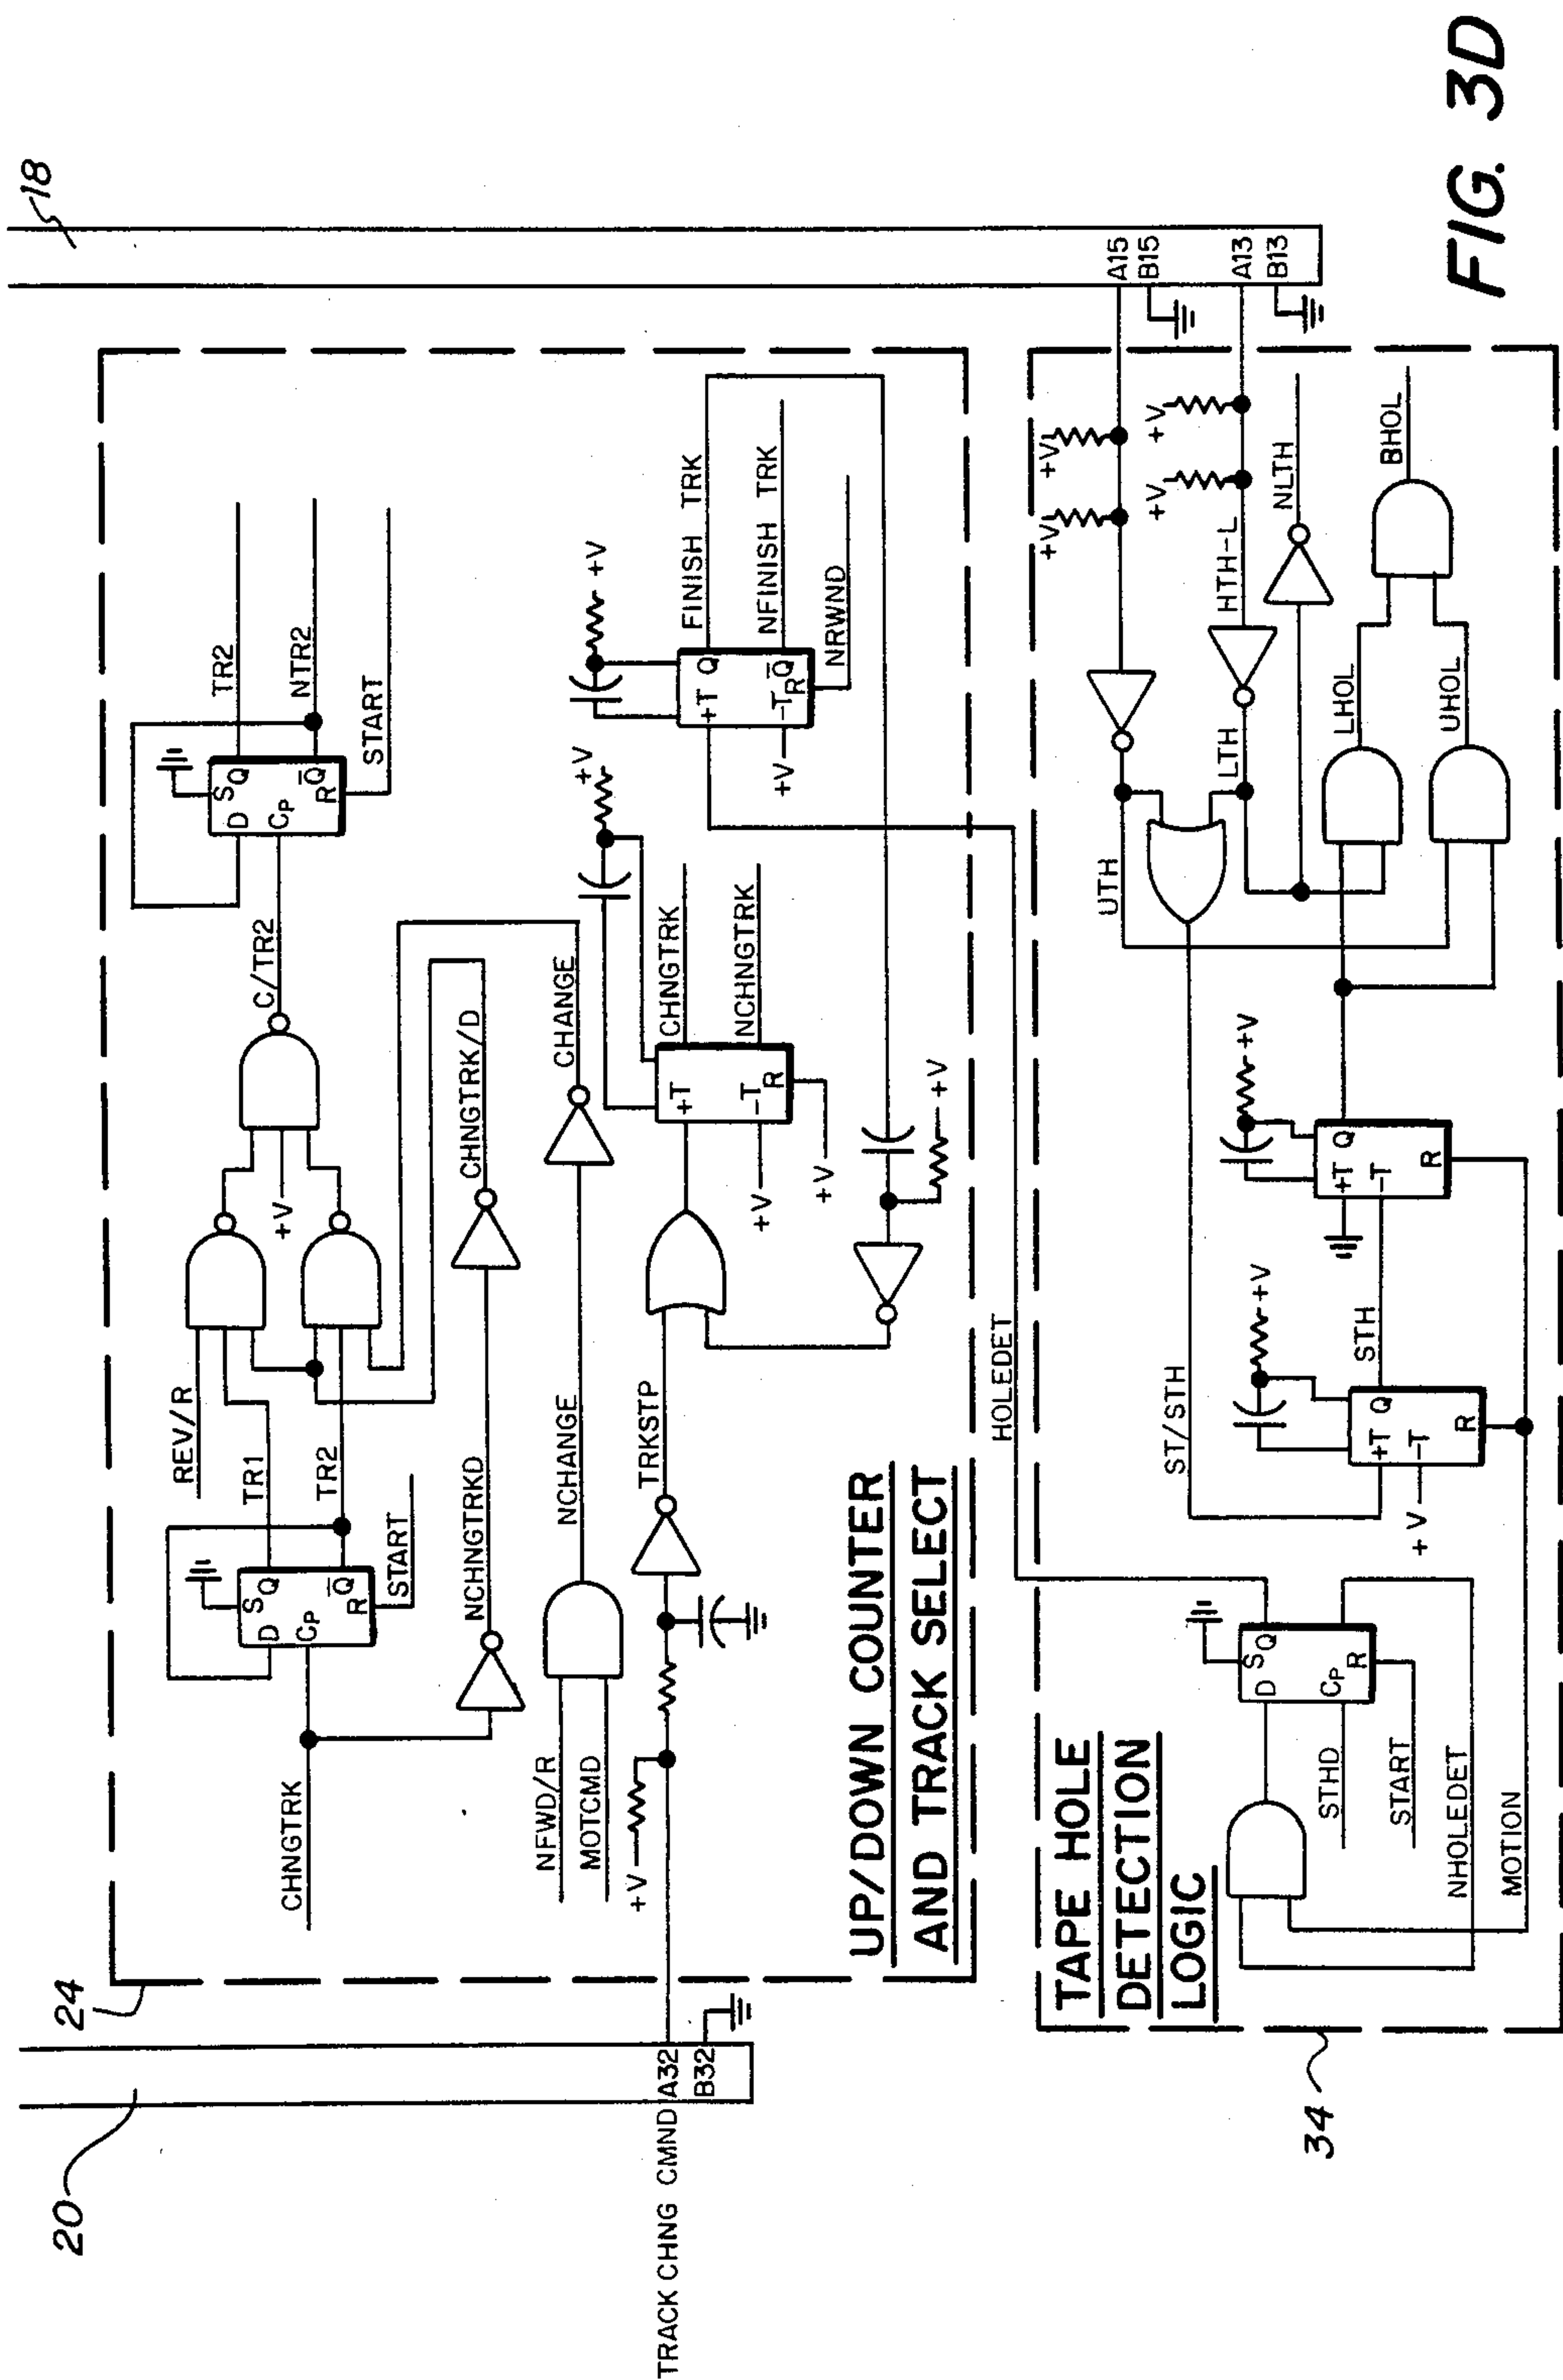 20
TRACK CHNG CMND
A32
B32
24
CHNGTRK
S
Q
D
CP
Q
R
START
REV/R
TR1
TR2
+V
C/TR2
S
Q
D
CP
Q
R
TR2
NTR2
START
NCHNGTRKD
CHNGTRK/D
NFWD/R
MOTCMD
NCHANGE
CHANGE
+V
TRKSTP
+T
-T
R
+V
+V
+V
CHNGTRK
NCHNGTRK
+V
+V
+T
Q
-T
Q
R
+V
FINISH TRK
NFINISH TRK
NRWND
UP/DOWN COUNTER
AND TRACK SELECT
18
A15
B15
A13
B13
HOLEDET
34
TAPE HOLE
DETECTION
LOGIC
S
Q
D
CP
R
STHD
START
NHOLEDET
MOTION
ST/STH
+V
+T
Q
-T
R
+V
STH
+V
+T
Q
-T
R
UTH
LTH
+V
+V
+V
+V
HTH-L
NLTH
LHOL
UHOL
BHOL
FIG. 3D